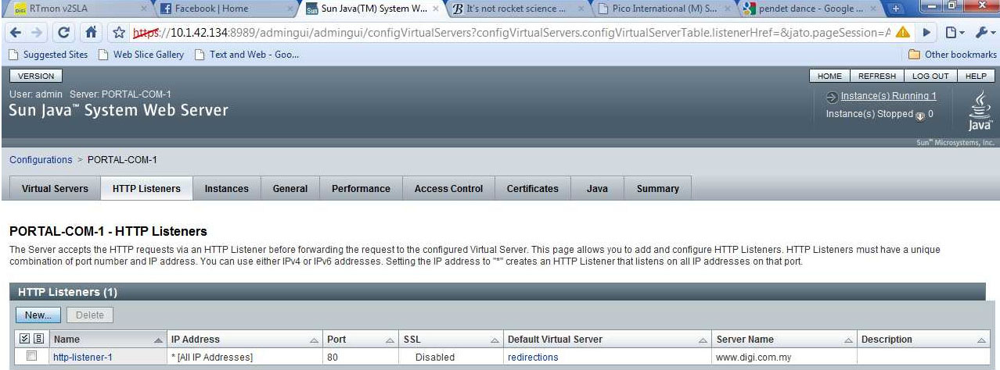 RTmon v2SLA
Facebook | Home
Sun Java(TM) System W...
It's not rocket science ...
Pico International (M) S...
pendet dance - Google ...
https://10.1.42.134:8989/admingui/admingui/configVirtualServers?configVirtualServers.configVirtualServerTable.listenerHref=&jato.pageSession=A
Suggested Sites
Web Slice Gallery
Text and Web - Goo...
Other bookmarks
VERSION
HOME
REFRESH
LOG OUT
HELP
User: admin Server: PORTAL-COM-1
Sun Java™ System Web Server
Instance(s) Running 1
Instance(s) Stopped 0
Java™
Sun™ Microsystems, Inc.
Configurations > PORTAL-COM-1
Virtual Servers
HTTP Listeners
Instances
General
Performance
Access Control
Certificates
Java
Summary
PORTAL-COM-1 - HTTP Listeners
The Server accepts the HTTP requests via an HTTP Listener before forwarding the request to the configured Virtual Server. This page allows you to add and configure HTTP Listeners. HTTP Listeners must have a unique
combination of port number and IP address. You can use either IPv4 or IPv6 addresses. Setting the IP address to "*" creates an HTTP Listener that listens on all IP addresses on that port.
HTTP Listeners (1)
New...
Delete
Name
IP Address
Port
SSL
Default Virtual Server
Server Name
Description
http-listener-1
* [All IP Addresses]
80
Disabled
redirections
www.digi.com.my